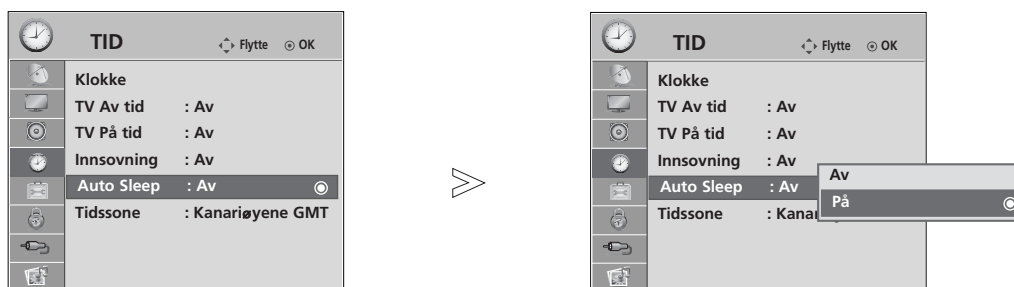 TID Flytte OK
Klokke
TV Av tid : Av
TV På tid : Av
Innsovning : Av
Auto Sleep : Av
Tidssone : Kanariøyene GMT
TID Flytte OK
Klokke
TV Av tid : Av
TV På tid : Av
Innsovning : Av
Auto Sleep : Av
Tidssone
Av
På